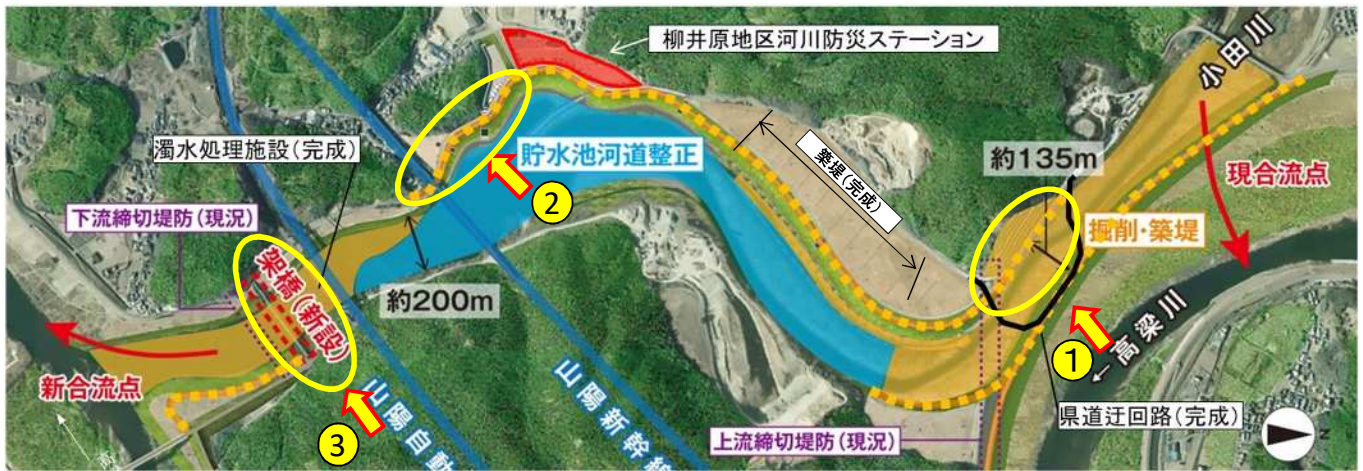 柳井原地区河川防災ステーション
小田川
濁水処理施設(完成)
貯水池河道整正
築堤(完成)
約135m
現合流点
②
下流締切堤防(現況)
掘削・築堤
架橋(新設)
約200m
←高梁川
①
新合流点
山陽自動
山陽新幹線
県道迂回路(完成)
③
上流締切堤防(現況)
N